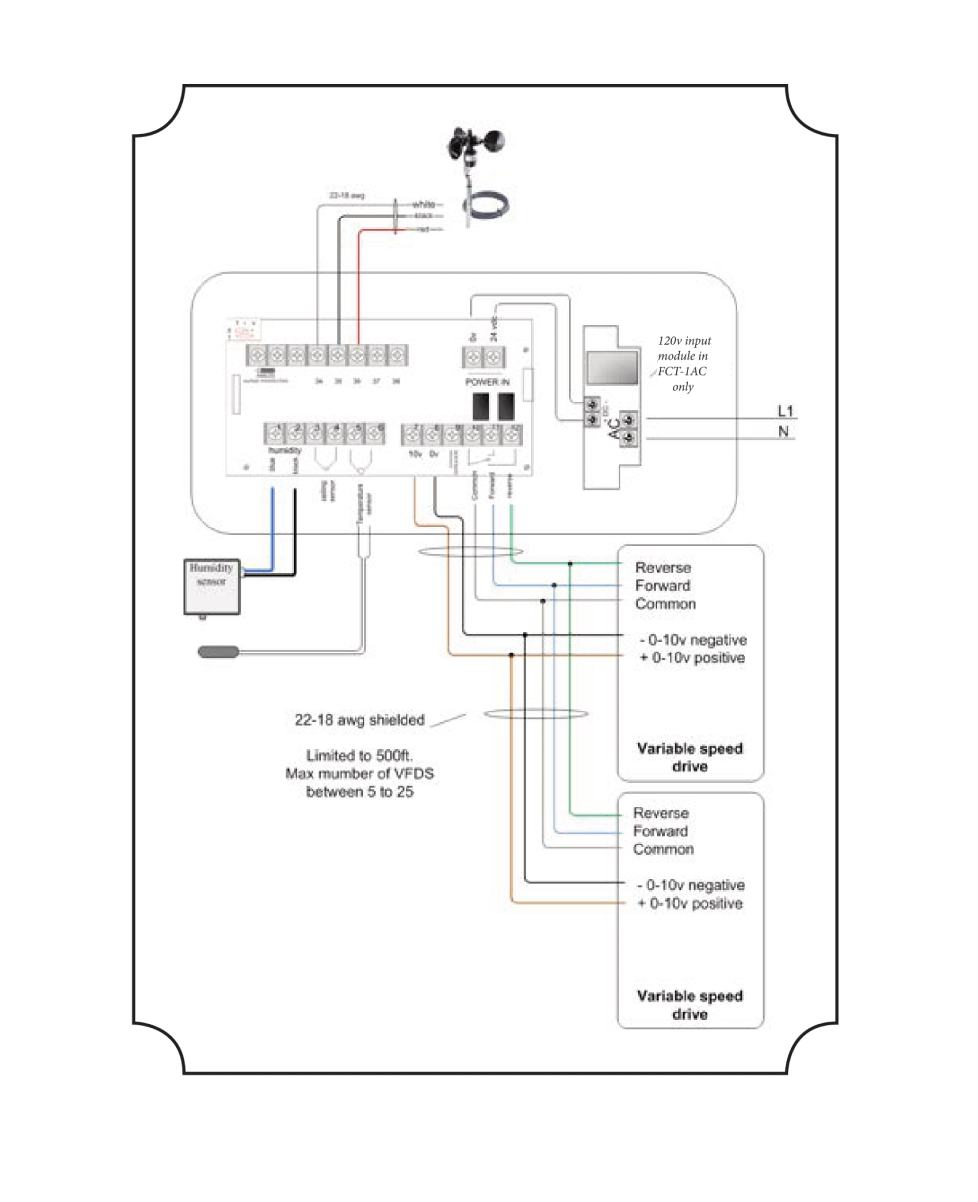 22-18 awg
white
black
red
0v
24 vdc
120v input
module in
FCT-1AC
only
34 35 36 37 38
POWER IN
- DC +
AC
L1
N
1 2 3 4 5 6
7 8 9
humidity
blue
black
ceiling
sensor
Temperature
sensor
10v 0v
Common
Forward
reverse
Humidity
sensor
Reverse
Forward
Common
- 0-10v negative
+ 0-10v positive
22-18 awg shielded
Limited to 500ft.
Max mumber of VFDS
between 5 to 25
Variable speed
drive
Reverse
Forward
Common
- 0-10v negative
+ 0-10v positive
Variable speed
drive